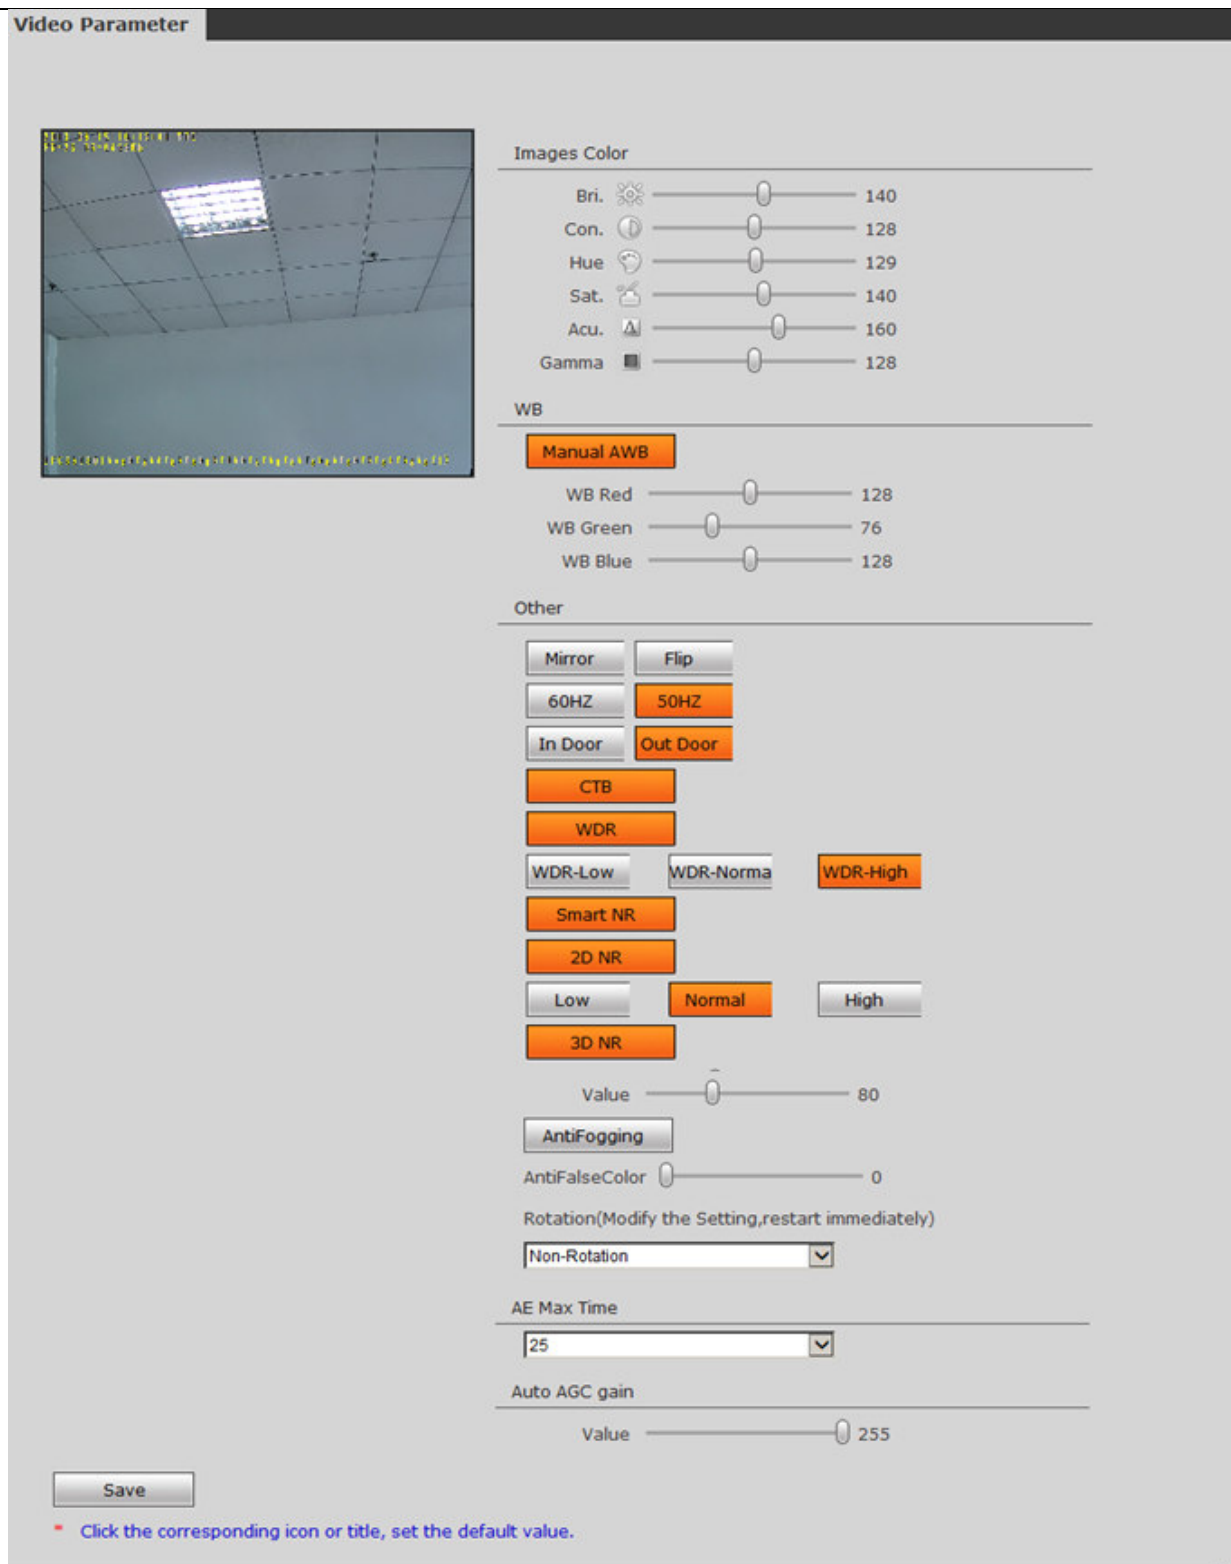 Video Parameter
Images Color
Bri. 140
Con. 128
Hue 129
Sat. 140
Acu. 160
Gamma 128
WB
Manual AWB
WB Red 128
WB Green 76
WB Blue 128
Other
Mirror Flip
60HZ 50HZ
In Door Out Door
CTB
WDR
WDR-Low WDR-Norma WDR-High
Smart NR
2D NR
Low Normal High
3D NR
Value 80
AntiFogging
AntiFalseColor 0
Rotation(Modify the Setting,restart immediately)
Non-Rotation
AE Max Time
25
Auto AGC gain
Value 255
Save
* Click the corresponding icon or title, set the default value.